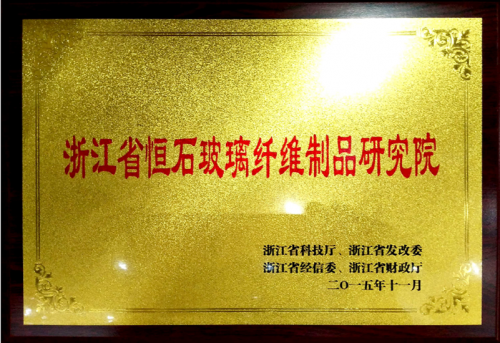 浙江省恒石玻璃纤维制品研究院
浙江省科技厅、浙江省发改委
浙江省经信委、浙江省财政厅
二〇一五年十一月